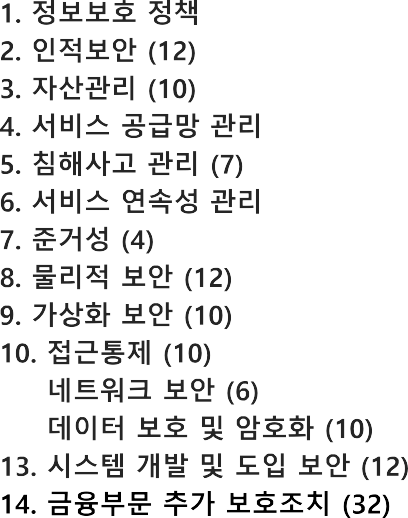 1. 정보보호 정책
2. 인적보안 (12)
3. 자산관리 (10)
4. 서비스 공급망 관리
5. 침해사고 관리 (7)
6. 서비스 연속성 관리
7. 준거성 (4)
8. 물리적 보안 (12)
9. 가상화 보안 (10)
10. 접근통제 (10)
네트워크 보안 (6)
데이터 보호 및 암호화 (10)
13. 시스템 개발 및 도입 보안 (12)
14. 금융부문 추가 보호조치 (32)